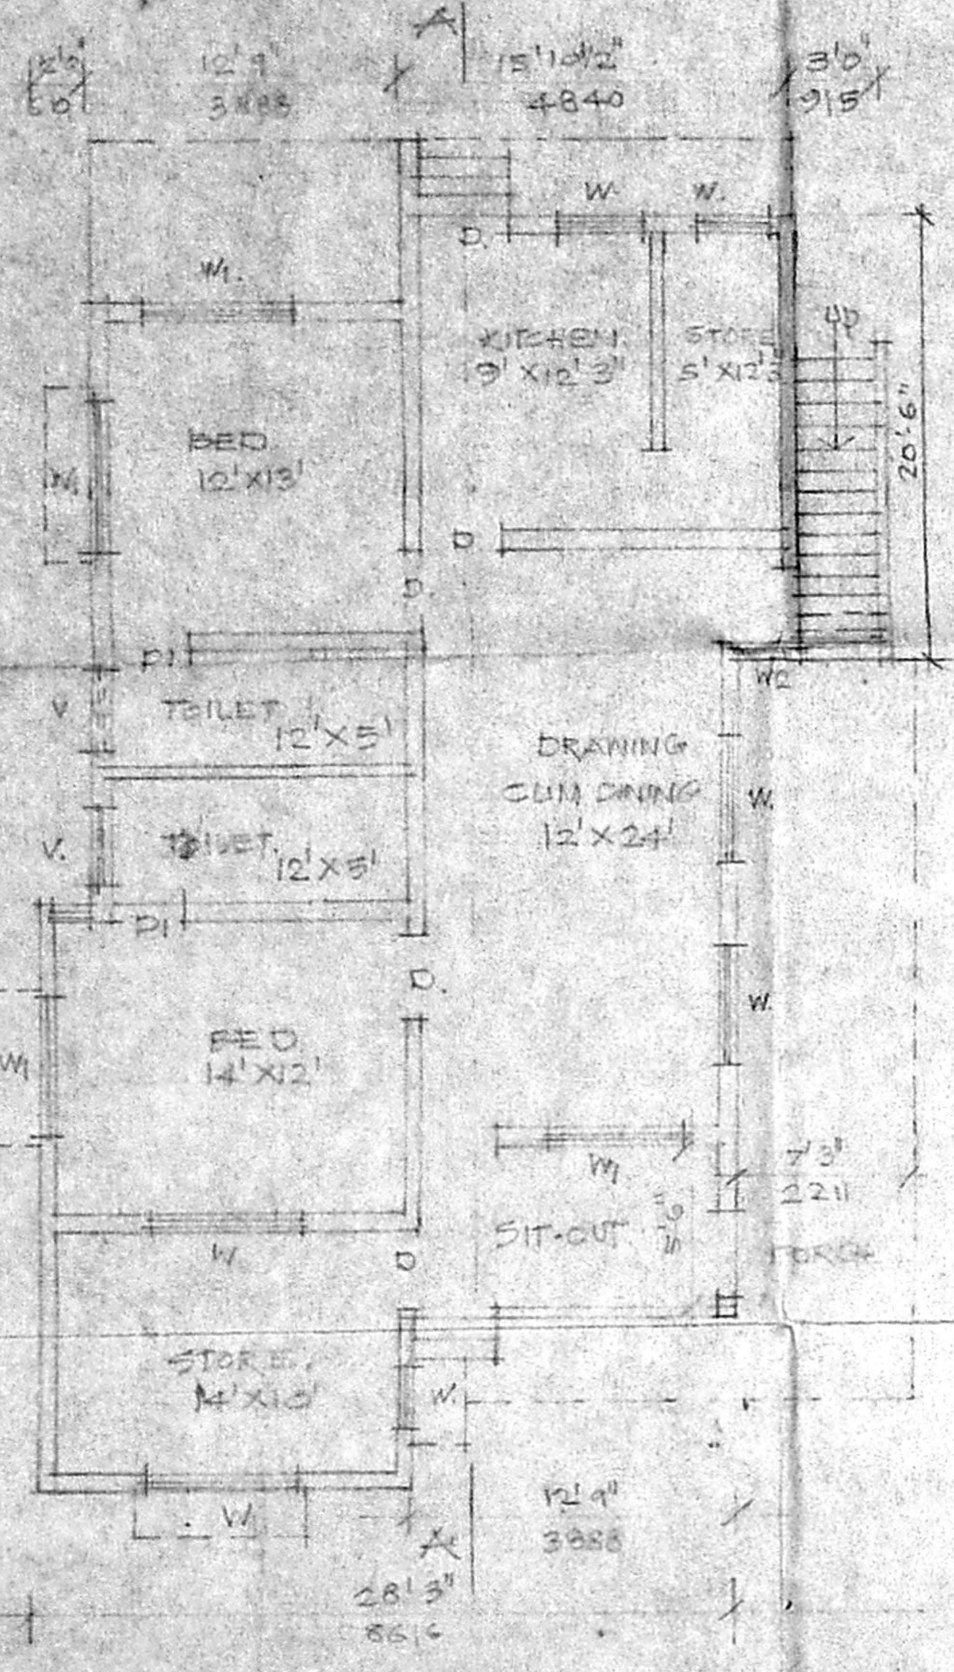 A
12'9"
15'10½"
3'0"
4840
915
W.
W.
D.
W1.
UP
KITCHEN.
9'X12'3"
STORE
5'X12'3"
20'-6"
BED
12'X13'
W1
D
D.
D1
W2
V
TOILET
12'X5'
DRAWING
CUM DINING
12'X24'
W.
V.
TOILET.
12'X5'
D1
D.
W.
BED
14'X12'
W1
W1
7'3"
2211
SIT-OUT
W.
D
PORCH
STORE.
14'X10'
W.
W1
12'9"
3888
A
28'3"